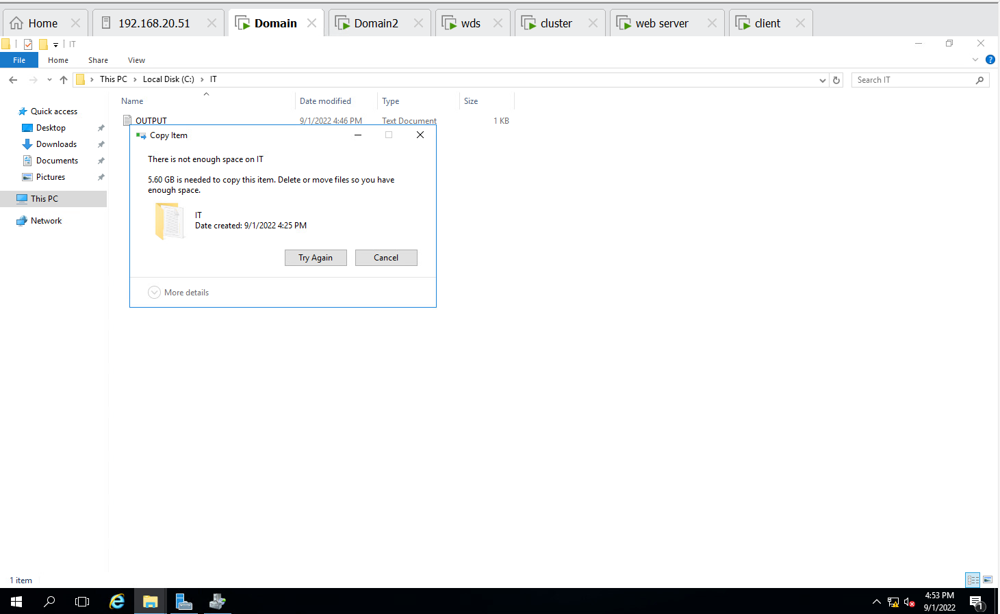 Home
192.168.20.51
Domain
Domain2
wds
cluster
web server
client
IT
File
Home
Share
View
?
This PC
Local Disk (C:)
IT
Search IT
Name
Date modified
Type
Size
Quick access
Desktop
Downloads
Documents
Pictures
This PC
Network
OUTPUT
9/1/2022 4:46 PM
Text Document
1 KB
Copy Item
There is not enough space on IT
5.60 GB is needed to copy this item. Delete or move files so you have
enough space.
IT
Date created: 9/1/2022 4:25 PM
Try Again
Cancel
More details
1 item
4:53 PM
9/1/2022
1